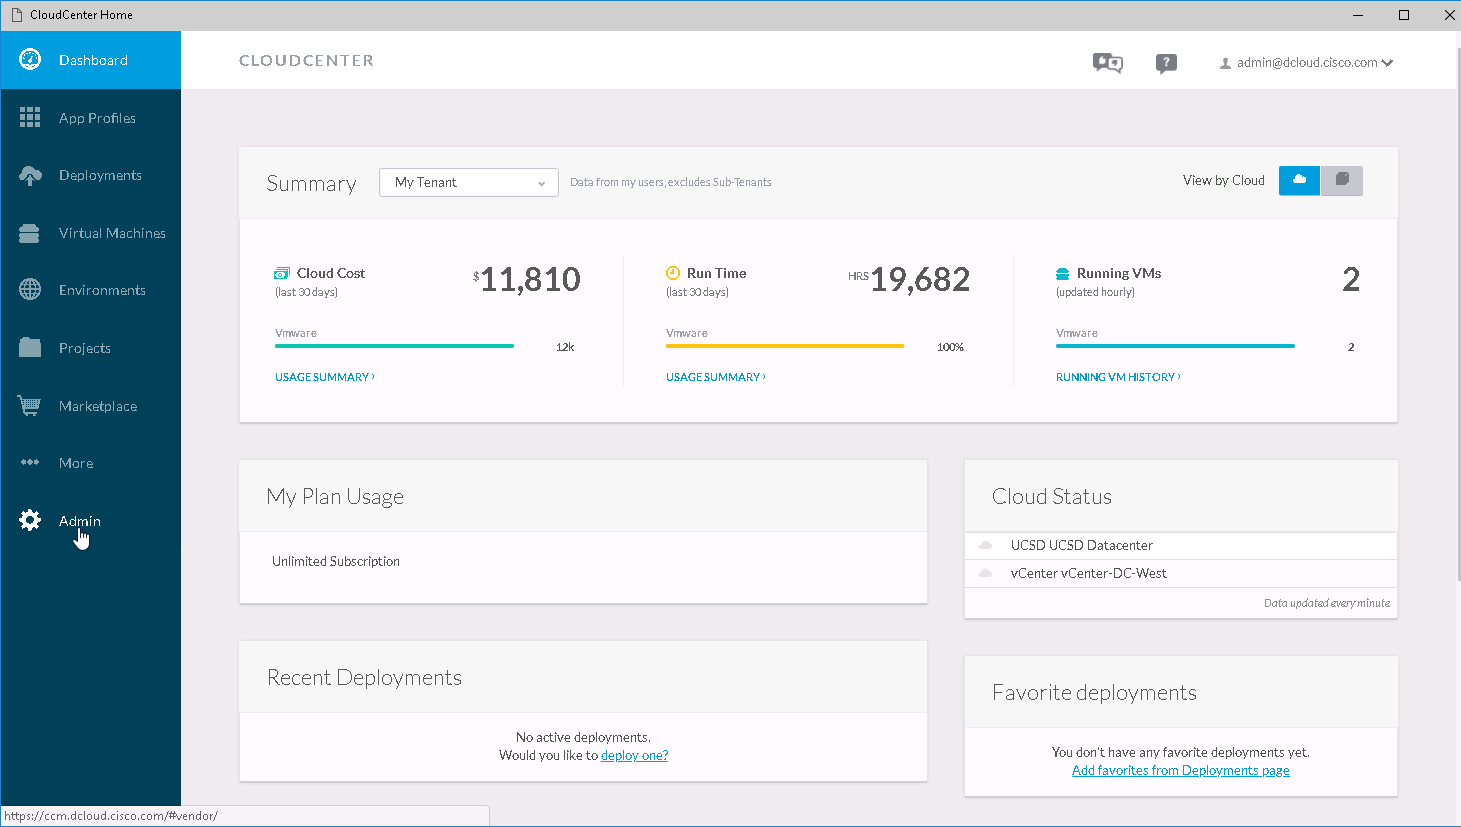 CloudCenter Home
Dashboard
App Profiles
Deployments
Virtual Machines
Environments
Projects
Marketplace
More
Admin
CLOUDCENTER
admin@dcloud.cisco.com
Summary
My Tenant
Data from my users, excludes Sub-Tenants
View by Cloud
Cloud Cost
(last 30 days)
$11,810
Vmware
12k
USAGE SUMMARY ›
Run Time
(last 30 days)
HRS 19,682
Vmware
100%
USAGE SUMMARY ›
Running VMs
(updated hourly)
2
Vmware
2
RUNNING VM HISTORY ›
My Plan Usage
Unlimited Subscription
Cloud Status
UCSD UCSD Datacenter
vCenter vCenter-DC-West
Data updated every minute
Recent Deployments
No active deployments.
Would you like to deploy one?
Favorite deployments
You don't have any favorite deployments yet.
Add favorites from Deployments page
https://ccm.dcloud.cisco.com/#vendor/